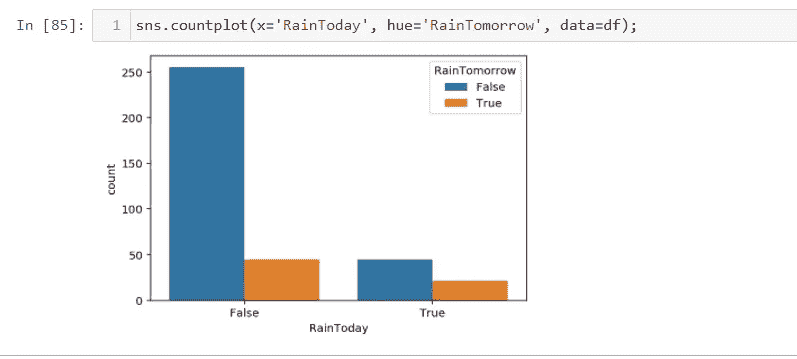 In [85]: 1 sns.countplot(x='RainToday', hue='RainTomorrow', data=df);
RainTomorrow
False
True
250
200
150
100
50
0
count
False True
RainToday